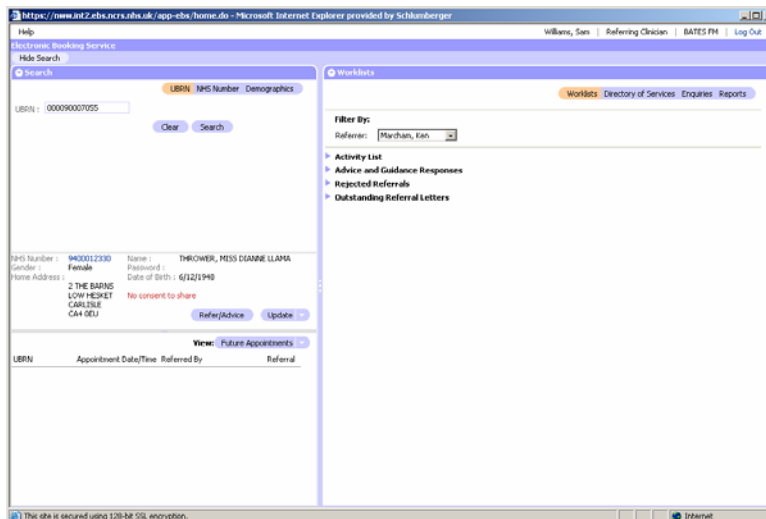 https://nww.int2.ebs.ncrs.nhs.uk/app-ebs/home.do - Microsoft Internet Explorer provided by Schlumberger
Help
Williams, Sam | Referring Clinician | BATES FM | Log Out
Electronic Booking Service
Hide Search
Search
UBRN NHS Number Demographics
UBRN : 000090007055
Clear Search
NHS Number : 9400012330 Name : THROWER, MISS DIANNE LLAMA
Gender : Female Password :
Home Address : Date of Birth : 6/12/1948
2 THE BARNS
LOW HESKET No consent to share
CARLISLE
CA4 0EU Refer/Advice Update
View: Future Appointments
UBRN Appointment Date/Time Referred By Referral
Worklists
Worklists Directory of Services Enquiries Reports
Filter By:
Referrer: Marcham, Ken
Activity List
Advice and Guidance Responses
Rejected Referrals
Outstanding Referral Letters
This site is secured using 128-bit SSL encryption. Internet